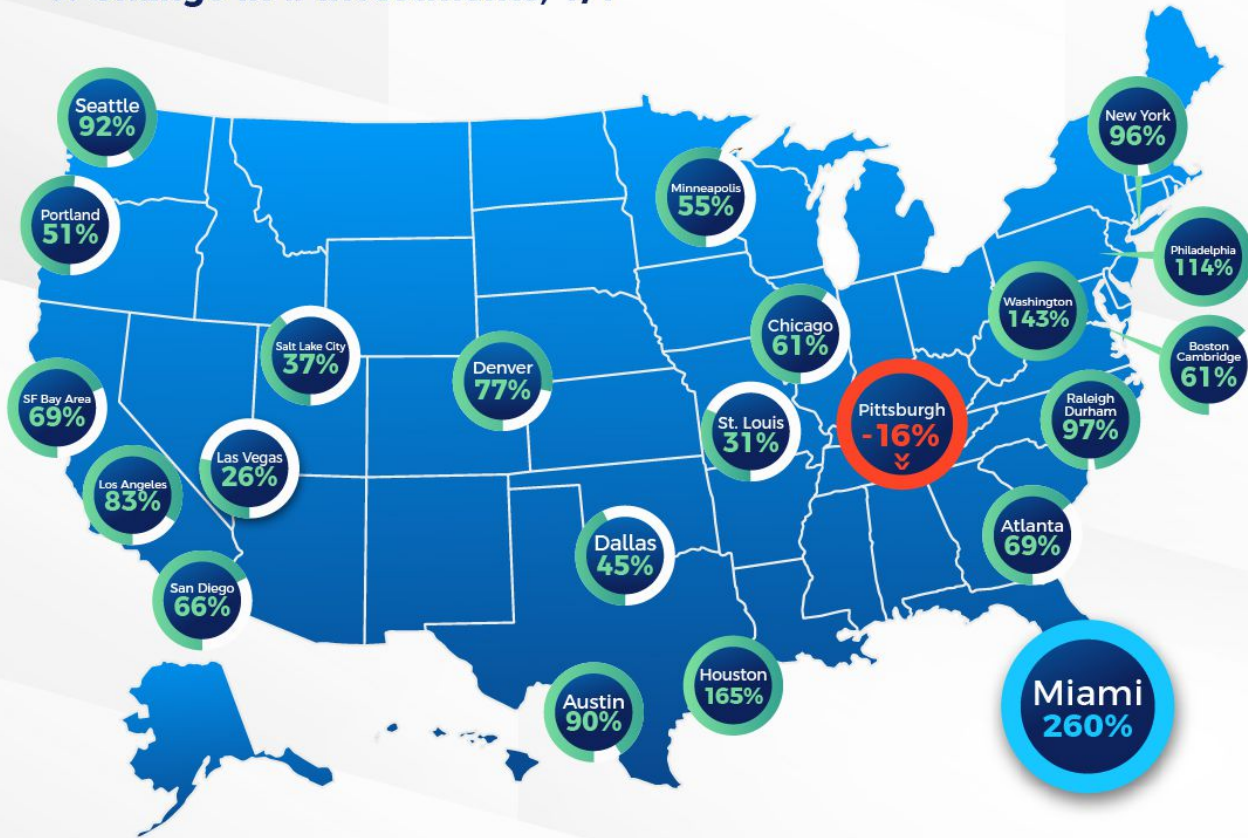 Seattle
92%
New York
96%
Portland
51%
Minneapolis
55%
Philadelphia
114%
Washington
143%
Salt Lake City
37%
Chicago
61%
Boston
Cambridge
61%
Denver
77%
SF Bay Area
69%
Pittsburgh
-16%
Raleigh
Durham
97%
St. Louis
31%
Las Vegas
26%
Los Angeles
83%
Atlanta
69%
Dallas
45%
San Diego
66%
Houston
165%
Austin
90%
Miami
260%